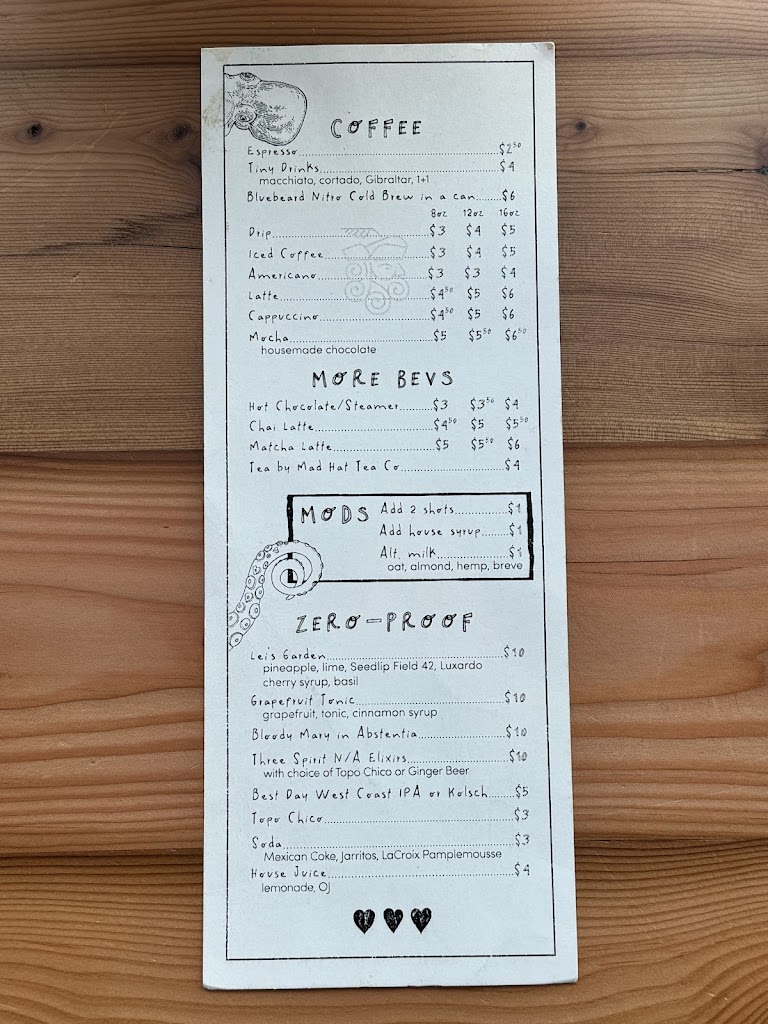 COFFEE
Espresso $2.50
Tiny Drinks $4
macchiato, cortado, Gibraltar, 1+1
Bluebeard Nitro Cold Brew in a can $6
8oz 12oz 16oz
Drip $3 $4 $5
Iced Coffee $3 $4 $5
Americano $3 $3 $4
Latte $4.50 $5 $6
Cappuccino $4.50 $5 $6
Mocha $5 $5.50 $6.50
housemade chocolate
MORE BEVS
Hot Chocolate/Steamer $3 $3.50 $4
Chai Latte $4.50 $5 $5.50
Matcha Latte $5 $5.50 $6
Tea by Mad Hat Tea Co $4
MODS Add 2 shots $1
Add house syrup $1
Alt. milk $1
oat, almond, hemp, breve
L
ZERO-PROOF
Lei's Garden $10
pineapple, lime, Seedlip Field 42, Luxardo
cherry syrup, basil
Grapefruit Tonic $10
grapefruit, tonic, cinnamon syrup
Bloody Mary in Abstentia $10
Three Spirit N/A Elixirs $10
with choice of Topo Chico or Ginger Beer
Best Day West Coast IPA or Kolsch $5
Topo Chico $3
Soda $3
Mexican Coke, Jarritos, LaCroix Pamplemousse
House Juice $4
lemonade, OJ